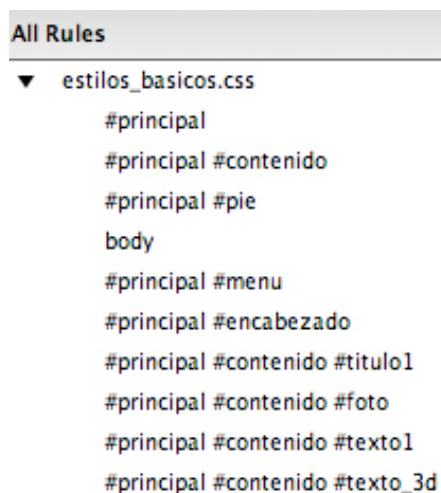 All Rules
estilos_basicos.css
#principal
#principal #contenido
#principal #pie
body
#principal #menu
#principal #encabezado
#principal #contenido #titulo1
#principal #contenido #foto
#principal #contenido #texto1
#principal #contenido #texto_3d